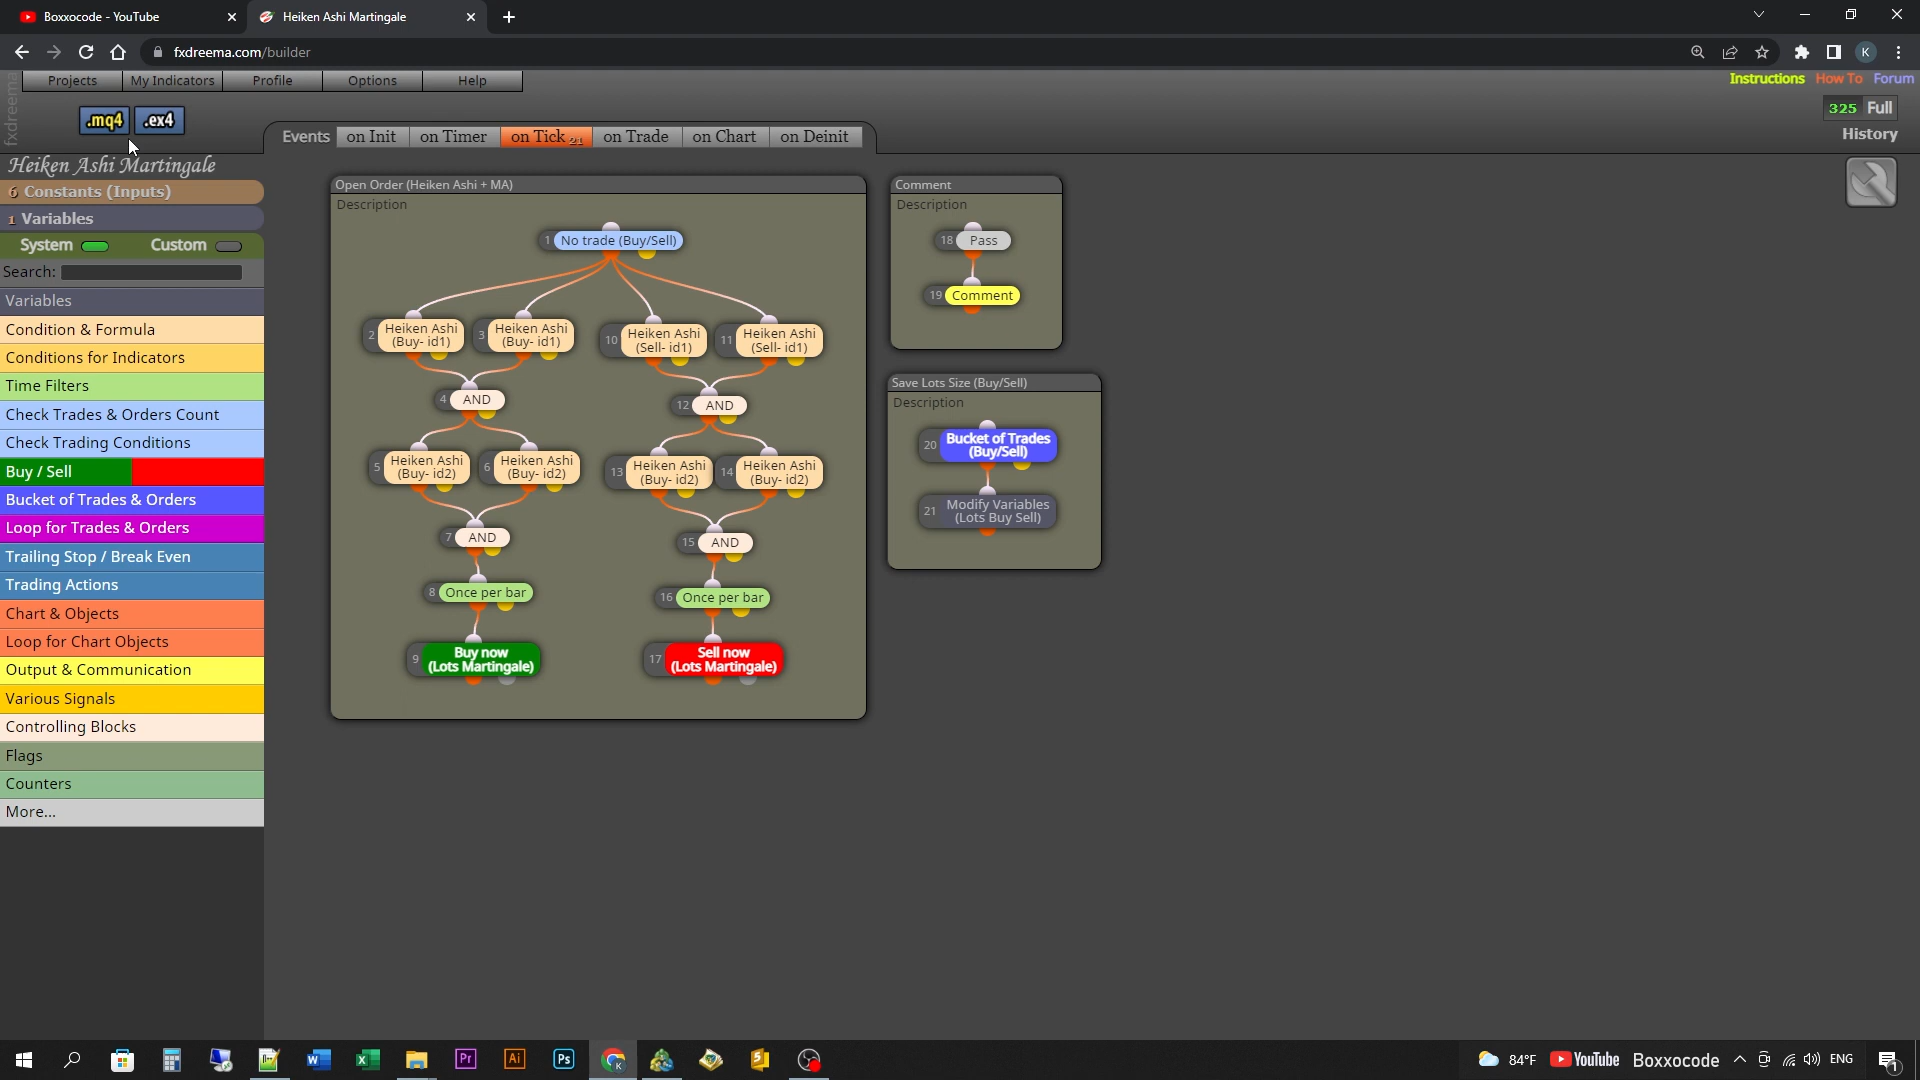 Boxxocode - YouTube
Heiken Ashi Martingale
fxdreema.com/builder
K
fxdreema
Projects
My Indicators
Profile
Options
Help
Instructions
How To
Forum
.mq4
.ex4
325 Full
History
Events
on Init
on Timer
on Tick 21
on Trade
on Chart
on Deinit
Heiken Ashi Martingale
6 Constants (Inputs)
1 Variables
System
Custom
Search:
Variables
Condition & Formula
Conditions for Indicators
Time Filters
Check Trades & Orders Count
Check Trading Conditions
Buy / Sell
Bucket of Trades & Orders
Loop for Trades & Orders
Trailing Stop / Break Even
Trading Actions
Chart & Objects
Loop for Chart Objects
Output & Communication
Various Signals
Controlling Blocks
Flags
Counters
More...
Open Order (Heiken Ashi + MA)
Description
1 No trade (Buy/Sell)
2 Heiken Ashi
(Buy- id1)
3 Heiken Ashi
(Buy- id1)
10 Heiken Ashi
(Sell- id1)
11 Heiken Ashi
(Sell- id1)
4 AND
12 AND
5 Heiken Ashi
(Buy- id2)
6 Heiken Ashi
(Buy- id2)
13 Heiken Ashi
(Buy- id2)
14 Heiken Ashi
(Buy- id2)
7 AND
15 AND
8 Once per bar
16 Once per bar
9 Buy now
(Lots Martingale)
17 Sell now
(Lots Martingale)
Comment
Description
18 Pass
19 Comment
Save Lots Size (Buy/Sell)
Description
20 Bucket of Trades
(Buy/Sell)
21 Modify Variables
(Lots Buy Sell)
Pr
Ai
Ps
84°F
YouTube
Boxxocode
ENG
1